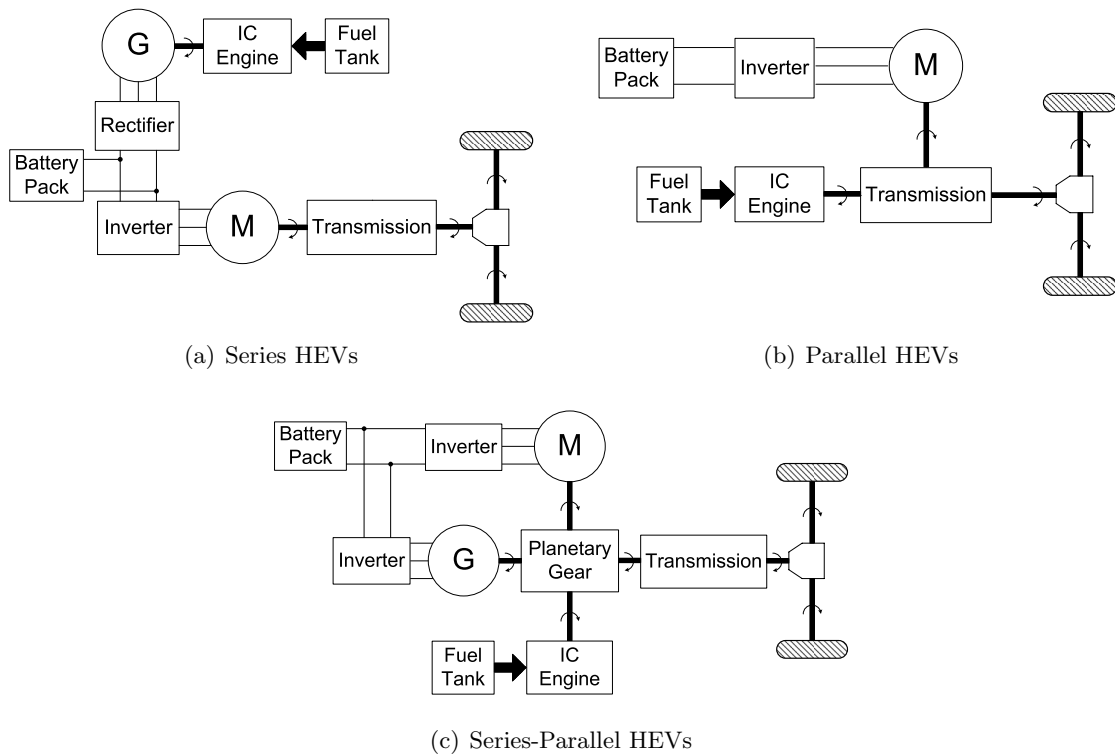 G
IC
Engine
Fuel
Tank
Rectifier
Battery
Pack
Inverter
M
Transmission
(a) Series HEVs
Battery
Pack
Inverter
M
Fuel
Tank
IC
Engine
Transmission
(b) Parallel HEVs
Battery
Pack
Inverter
M
Inverter
G
Planetary
Gear
Transmission
Fuel
Tank
IC
Engine
(c) Series-Parallel HEVs